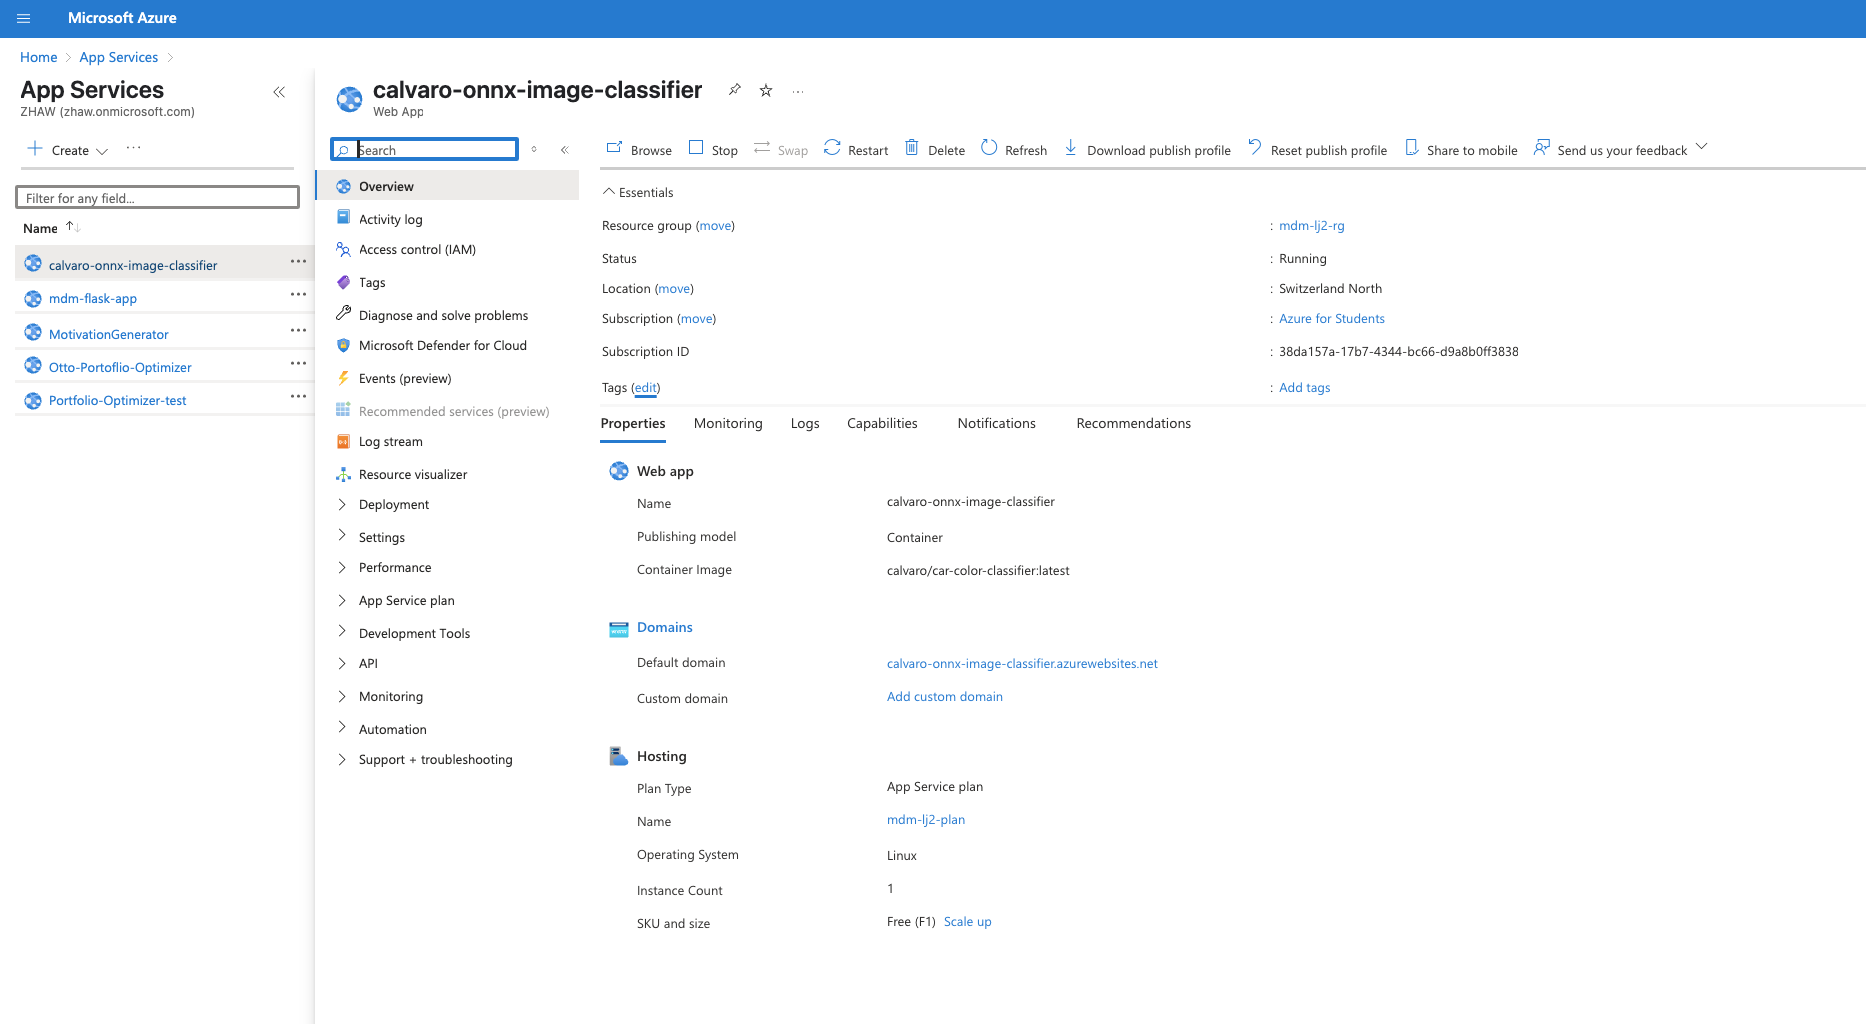 Microsoft Azure
Home
App Services
App Services
ZHAW (zhaw.onmicrosoft.com)
Create
Filter for any field...
Name
calvaro-onnx-image-classifier
mdm-flask-app
MotivationGenerator
Otto-Portoflio-Optimizer
Portfolio-Optimizer-test
calvaro-onnx-image-classifier
Web App
Search
Overview
Activity log
Access control (IAM)
Tags
Diagnose and solve problems
Microsoft Defender for Cloud
Events (preview)
Recommended services (preview)
Log stream
Resource visualizer
Deployment
Settings
Performance
App Service plan
Development Tools
API
Monitoring
Automation
Support + troubleshooting
Browse Stop Swap Restart Delete Refresh Download publish profile Reset publish profile Share to mobile Send us your feedback
Essentials
Resource group (move) : mdm-lj2-rg
Status : Running
Location (move) : Switzerland North
Subscription (move) : Azure for Students
Subscription ID : 38da157a-17b7-4344-bc66-d9a8b0ff3838
Tags (edit) : Add tags
Properties Monitoring Logs Capabilities Notifications Recommendations
Web app
Name calvaro-onnx-image-classifier
Publishing model Container
Container Image calvaro/car-color-classifier:latest
Domains
Default domain calvaro-onnx-image-classifier.azurewebsites.net
Custom domain Add custom domain
Hosting
Plan Type App Service plan
Name mdm-lj2-plan
Operating System Linux
Instance Count 1
SKU and size Free (F1) Scale up